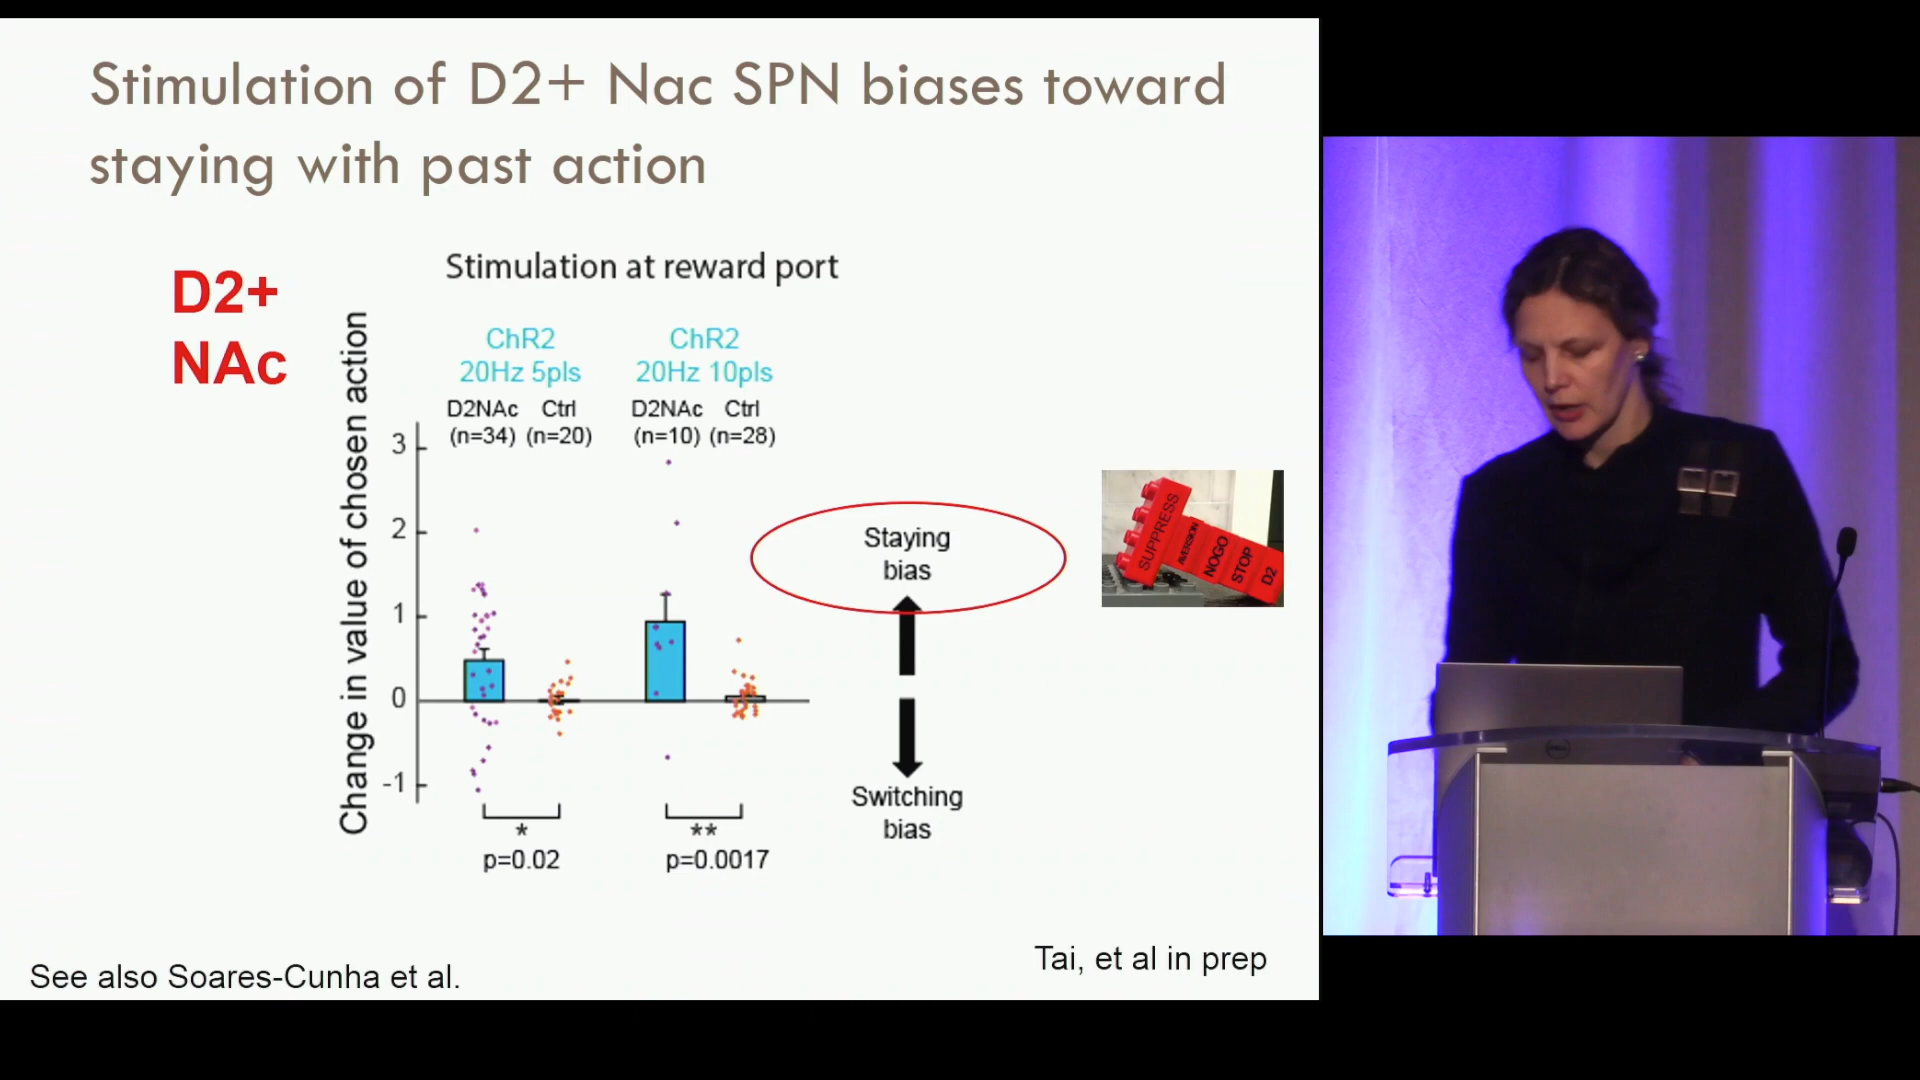 Stimulation of D2+ Nac SPN biases toward
staying with past action
D2+
NAc
Stimulation at reward port
ChR2
20Hz 5pls
ChR2
20Hz 10pls
D2NAc Ctrl
(n=34) (n=20)
D2NAc Ctrl
(n=10) (n=28)
Change in value of chosen action
3
2
1
0
-1
*
p=0.02
**
p=0.0017
Staying
bias
Switching
bias
SUPPRESS
AVERSION
NOGO
STOP
D2
See also Soares-Cunha et al.
Tai, et al in prep